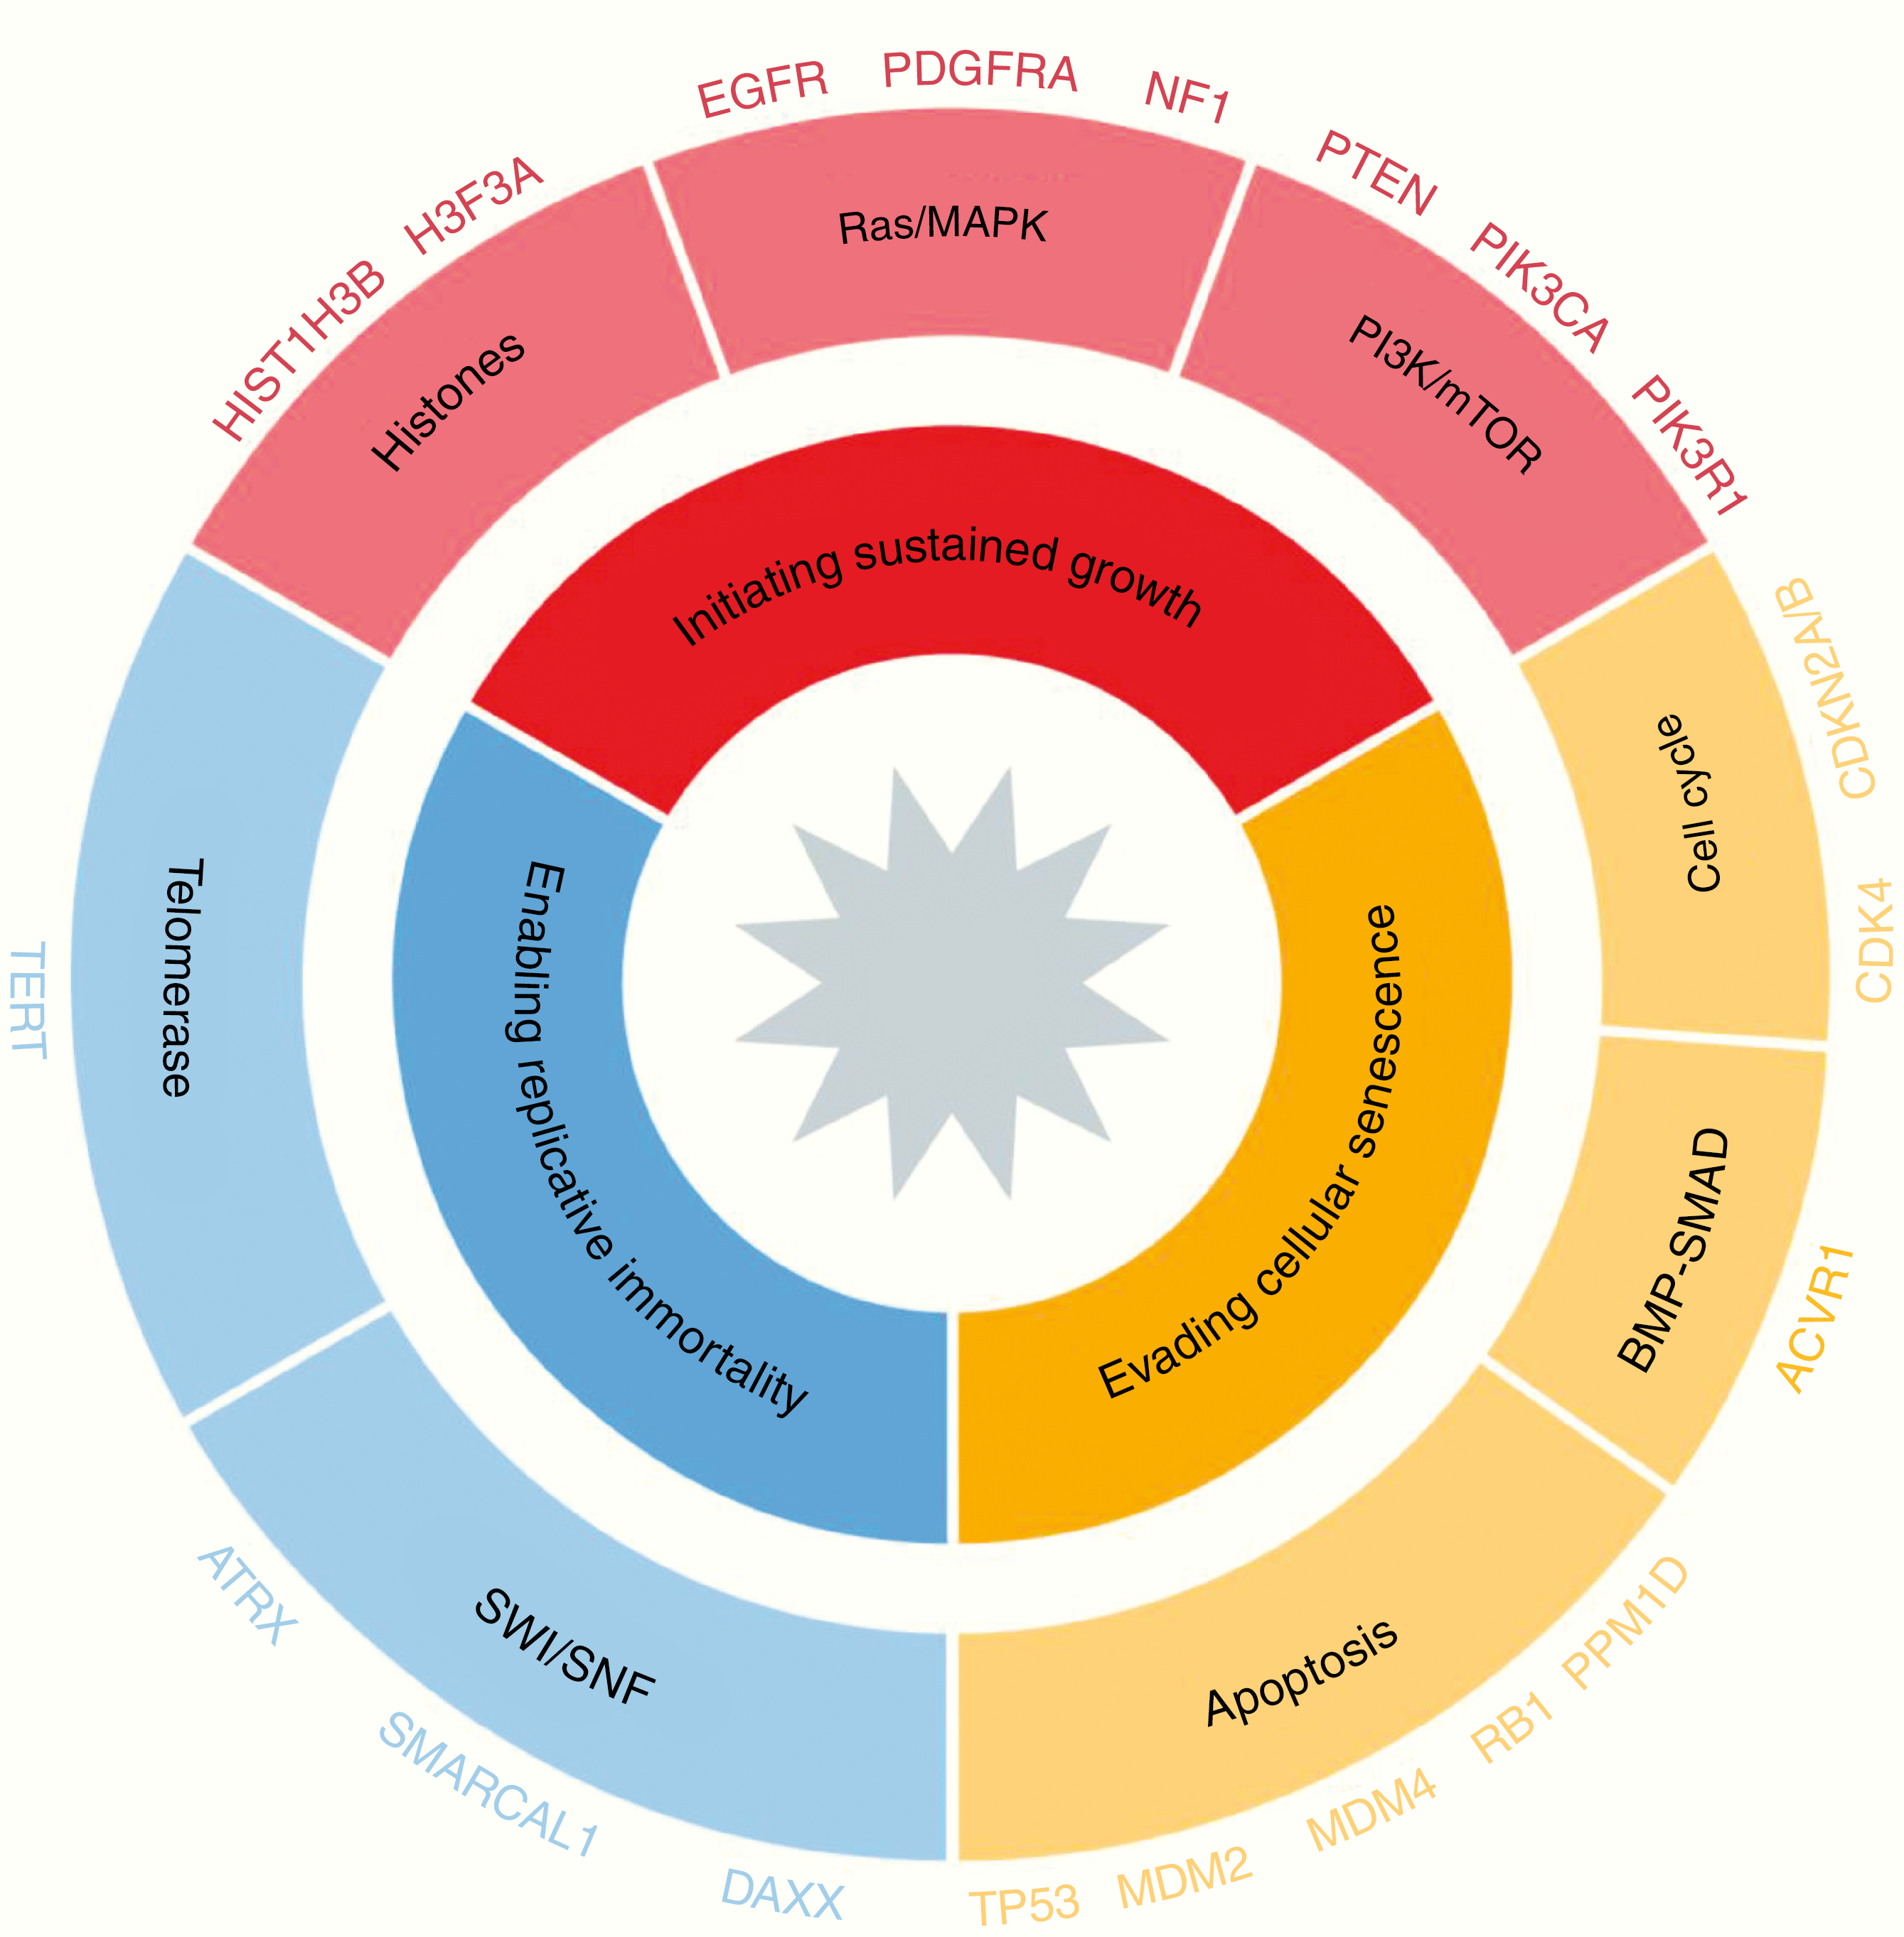 EGFR
PDGFRA
NF1
PTEN
PIK3CA
PIK3R1
H3F3A
HIST1H3B
Ras/MAPK
Histones
PI3K/mTOR
Initiating sustained growth
CDKN2A/B
CDK4
Cell cycle
BMP-SMAD
ACVR1
Evading cellular senescence
Enabling replicative immortality
Telomerase
TERT
SWI/SNF
ATRX
SMARCAL1
DAXX
Apoptosis
TP53
MDM2
MDM4
RB1
PPM1D